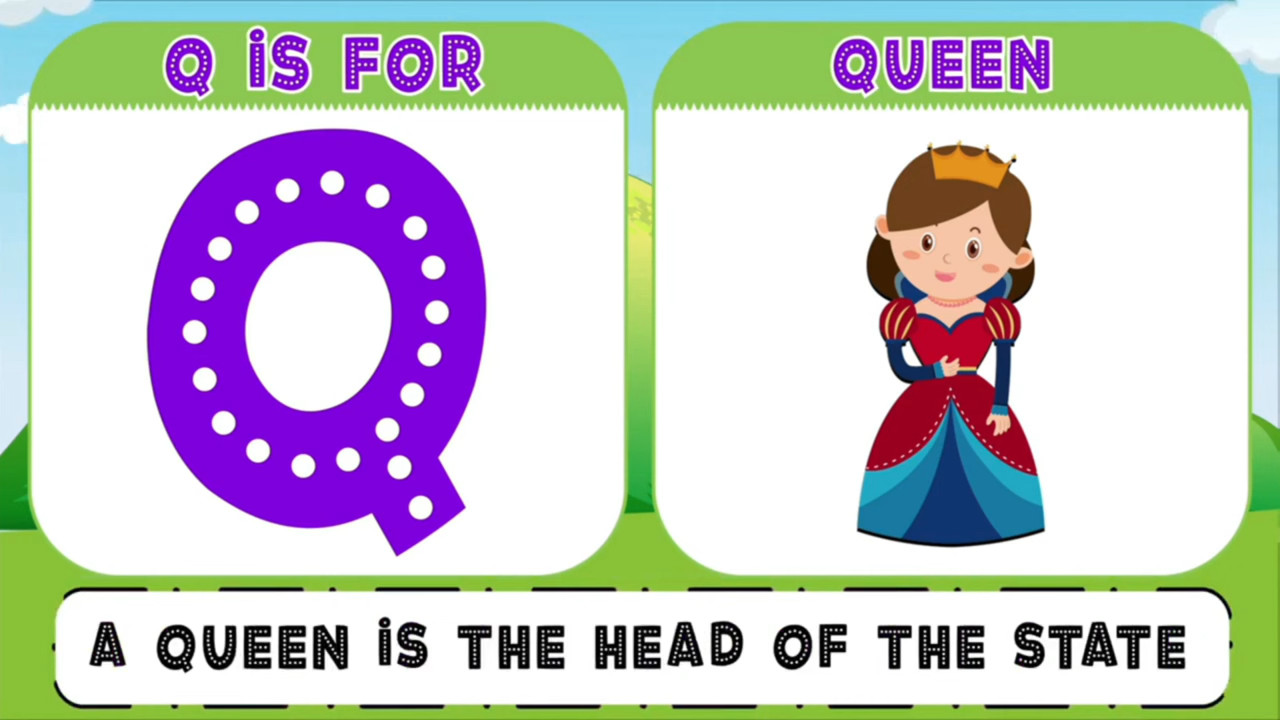 Q iS FOR
QUEEN
Q
A QUEEN iS THE HEAD OF THE STATE